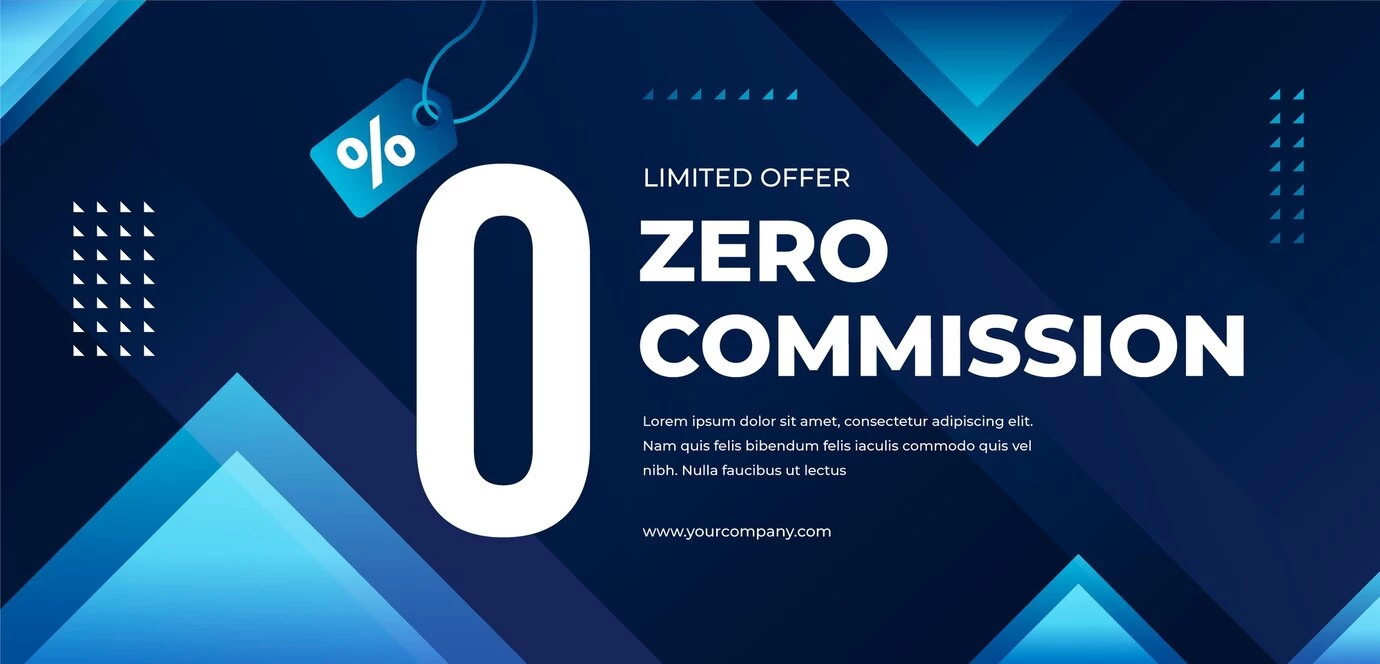 %
0
LIMITED OFFER
ZERO
COMMISSION
Lorem ipsum dolor sit amet, consectetur adipiscing elit.
Nam quis felis bibendum felis iaculis commodo quis vel
nibh. Nulla faucibus ut lectus
www.yourcompany.com